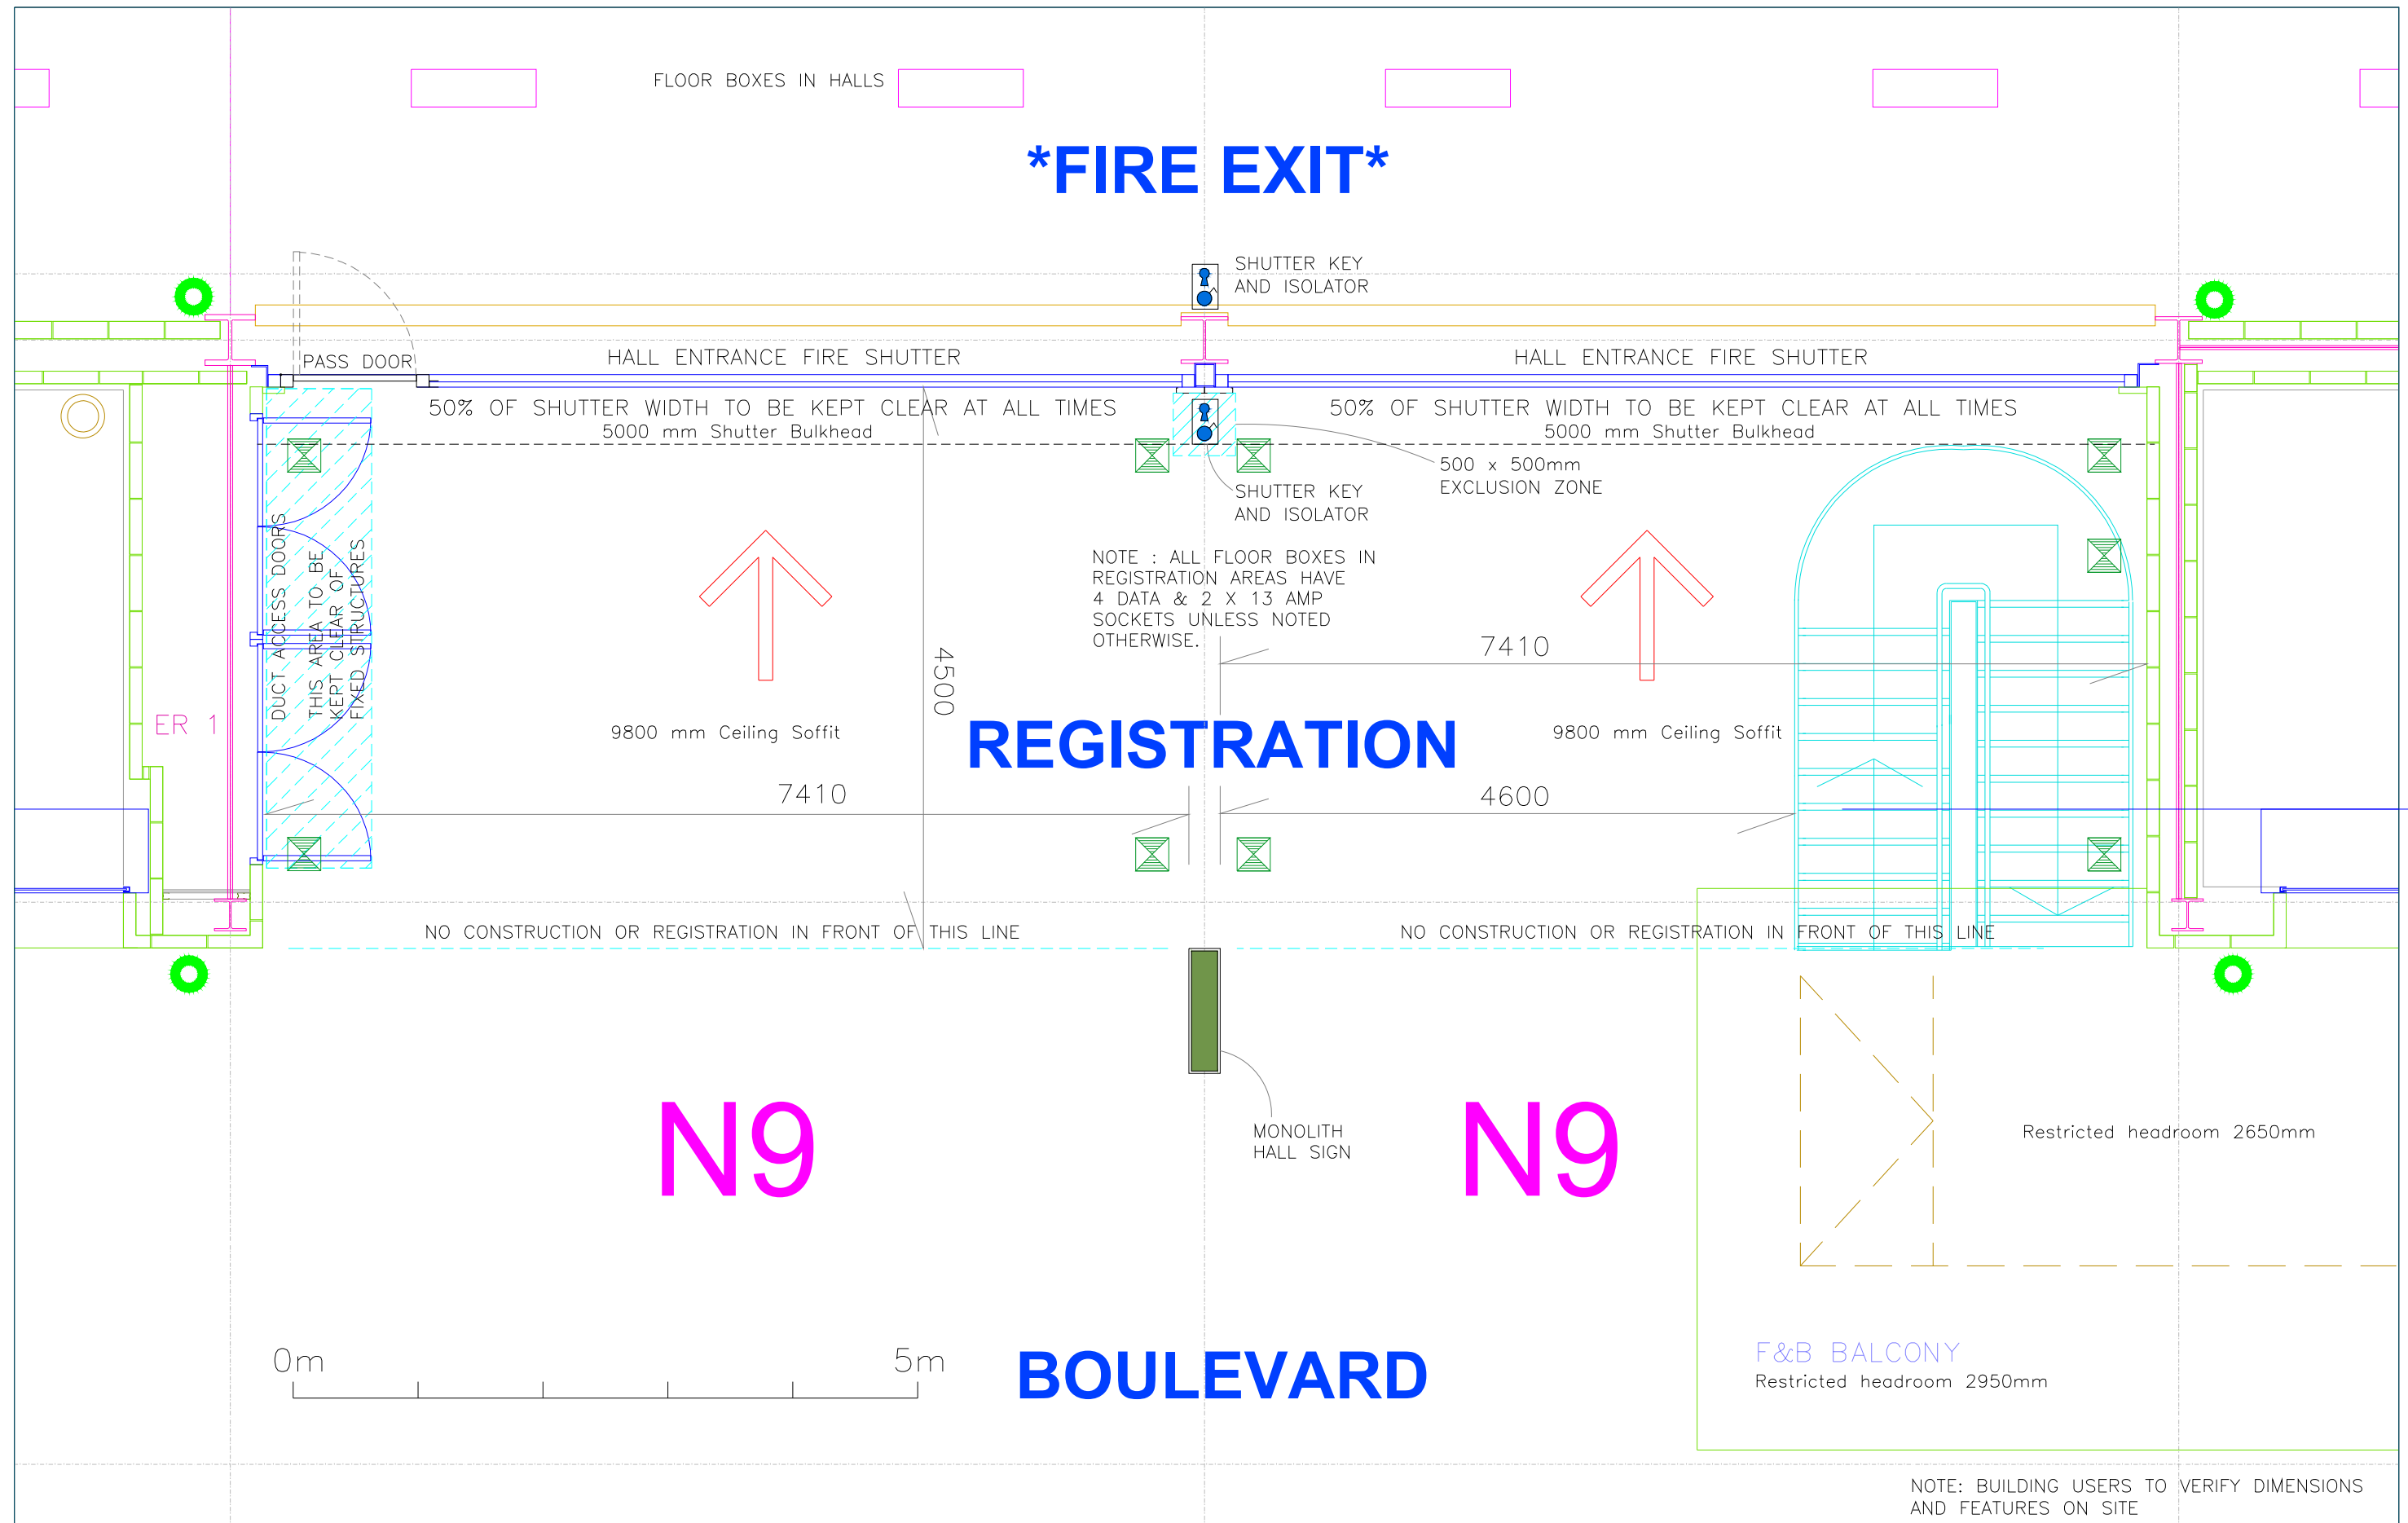 FLOOR BOXES IN HALLS
*FIRE EXIT*
SHUTTER KEY
AND ISOLATOR
PASS DOOR
HALL ENTRANCE FIRE SHUTTER
HALL ENTRANCE FIRE SHUTTER
50% OF SHUTTER WIDTH TO BE KEPT CLEAR AT ALL TIMES
5000 mm Shutter Bulkhead
50% OF SHUTTER WIDTH TO BE KEPT CLEAR AT ALL TIMES
5000 mm Shutter Bulkhead
500 x 500mm
EXCLUSION ZONE
SHUTTER KEY
AND ISOLATOR
DUCT ACCESS DOORS
THIS AREA TO BE
KEPT CLEAR OF
FIXED STRUCTURES
NOTE : ALL FLOOR BOXES IN
REGISTRATION AREAS HAVE
4 DATA & 2 X 13 AMP
SOCKETS UNLESS NOTED
OTHERWISE.
7410
4500
ER 1
9800 mm Ceiling Soffit
REGISTRATION
9800 mm Ceiling Soffit
7410
4600
NO CONSTRUCTION OR REGISTRATION IN FRONT OF THIS LINE
NO CONSTRUCTION OR REGISTRATION IN FRONT OF THIS LINE
N9
N9
MONOLITH
HALL SIGN
Restricted headroom 2650mm
0m
5m
BOULEVARD
F&B BALCONY
Restricted headroom 2950mm
NOTE: BUILDING USERS TO VERIFY DIMENSIONS
AND FEATURES ON SITE